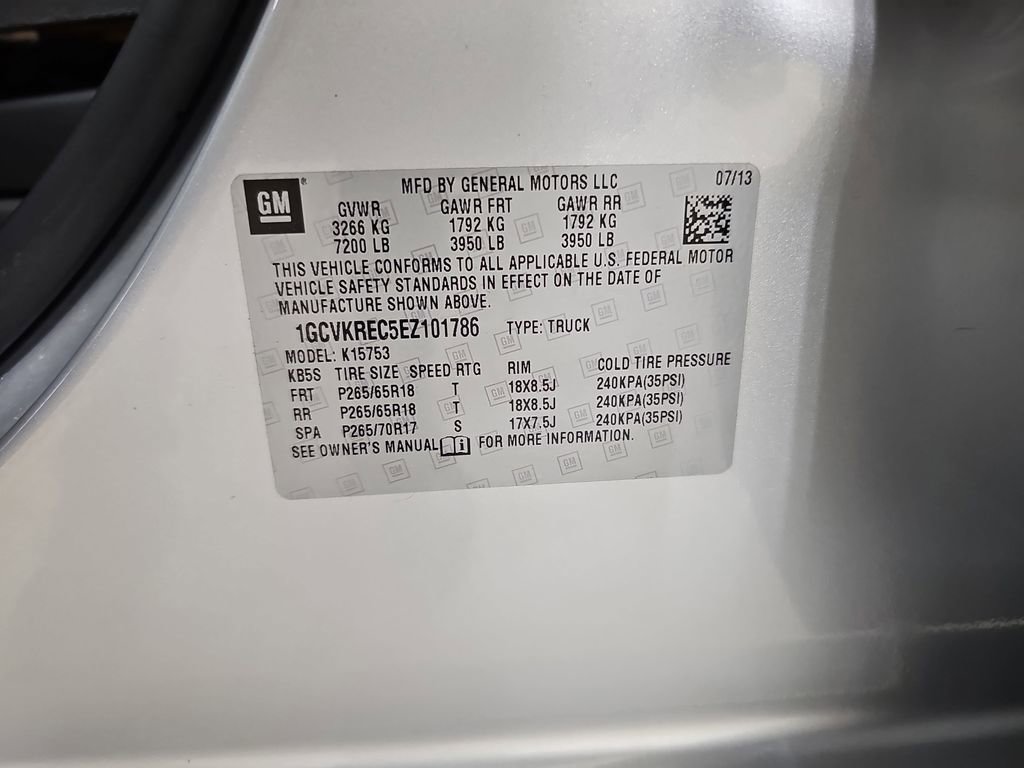 GM® MFD BY GENERAL MOTORS LLC 07/13
GVWR GAWR FRT GAWR RR
3266 KG 1792 KG 1792 KG
7200 LB 3950 LB 3950 LB
THIS VEHICLE CONFORMS TO ALL APPLICABLE U.S. FEDERAL MOTOR
VEHICLE SAFETY STANDARDS IN EFFECT ON THE DATE OF
MANUFACTURE SHOWN ABOVE.
1GCVKREC5EZ101786 TYPE: TRUCK
MODEL: K15753
KB5S TIRE SIZE SPEED RTG RIM COLD TIRE PRESSURE
FRT P265/65R18 T 18X8.5J 240KPA(35PSI)
RR P265/65R18 T 18X8.5J 240KPA(35PSI)
SPA P265/70R17 S 17X7.5J 240KPA(35PSI)
SEE OWNER'S MANUAL FOR MORE INFORMATION.